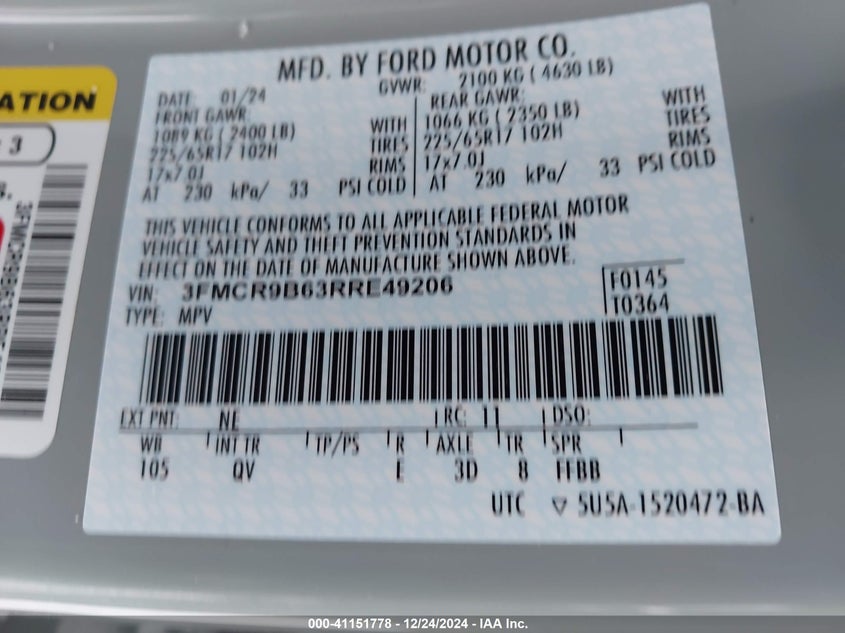 ATION
: 3
MFD. BY FORD MOTOR CO.
DATE: 01/24 GVWR: 2100 KG ( 4630 LB)
FRONT GAWR: REAR GAWR:
1089 KG ( 2400 LB) WITH 1066 KG ( 2350 LB) WITH
225/65R17 102H TIRES 225/65R17 102H TIRES
17x7.0J RIMS 17x7.0J RIMS
AT 230 kPa/ 33 PSI COLD AT 230 kPa/ 33 PSI COLD
THIS VEHICLE CONFORMS TO ALL APPLICABLE FEDERAL MOTOR
VEHICLE SAFETY AND THEFT PREVENTION STANDARDS IN
EFFECT ON THE DATE OF MANUFACTURE SHOWN ABOVE.
VIN: 3FMCR9B63RRE49206 F0145
TYPE: MPV T0364
EXT PNT: NE RC: 11 DSO:
WB INT TR TP/PS R AXLE TR SPR
105 QV E 3D 8 FFBB
UTC ▽ 5U5A-1520472-BA
000-41151778 - 12/24/2024 - IAA Inc.